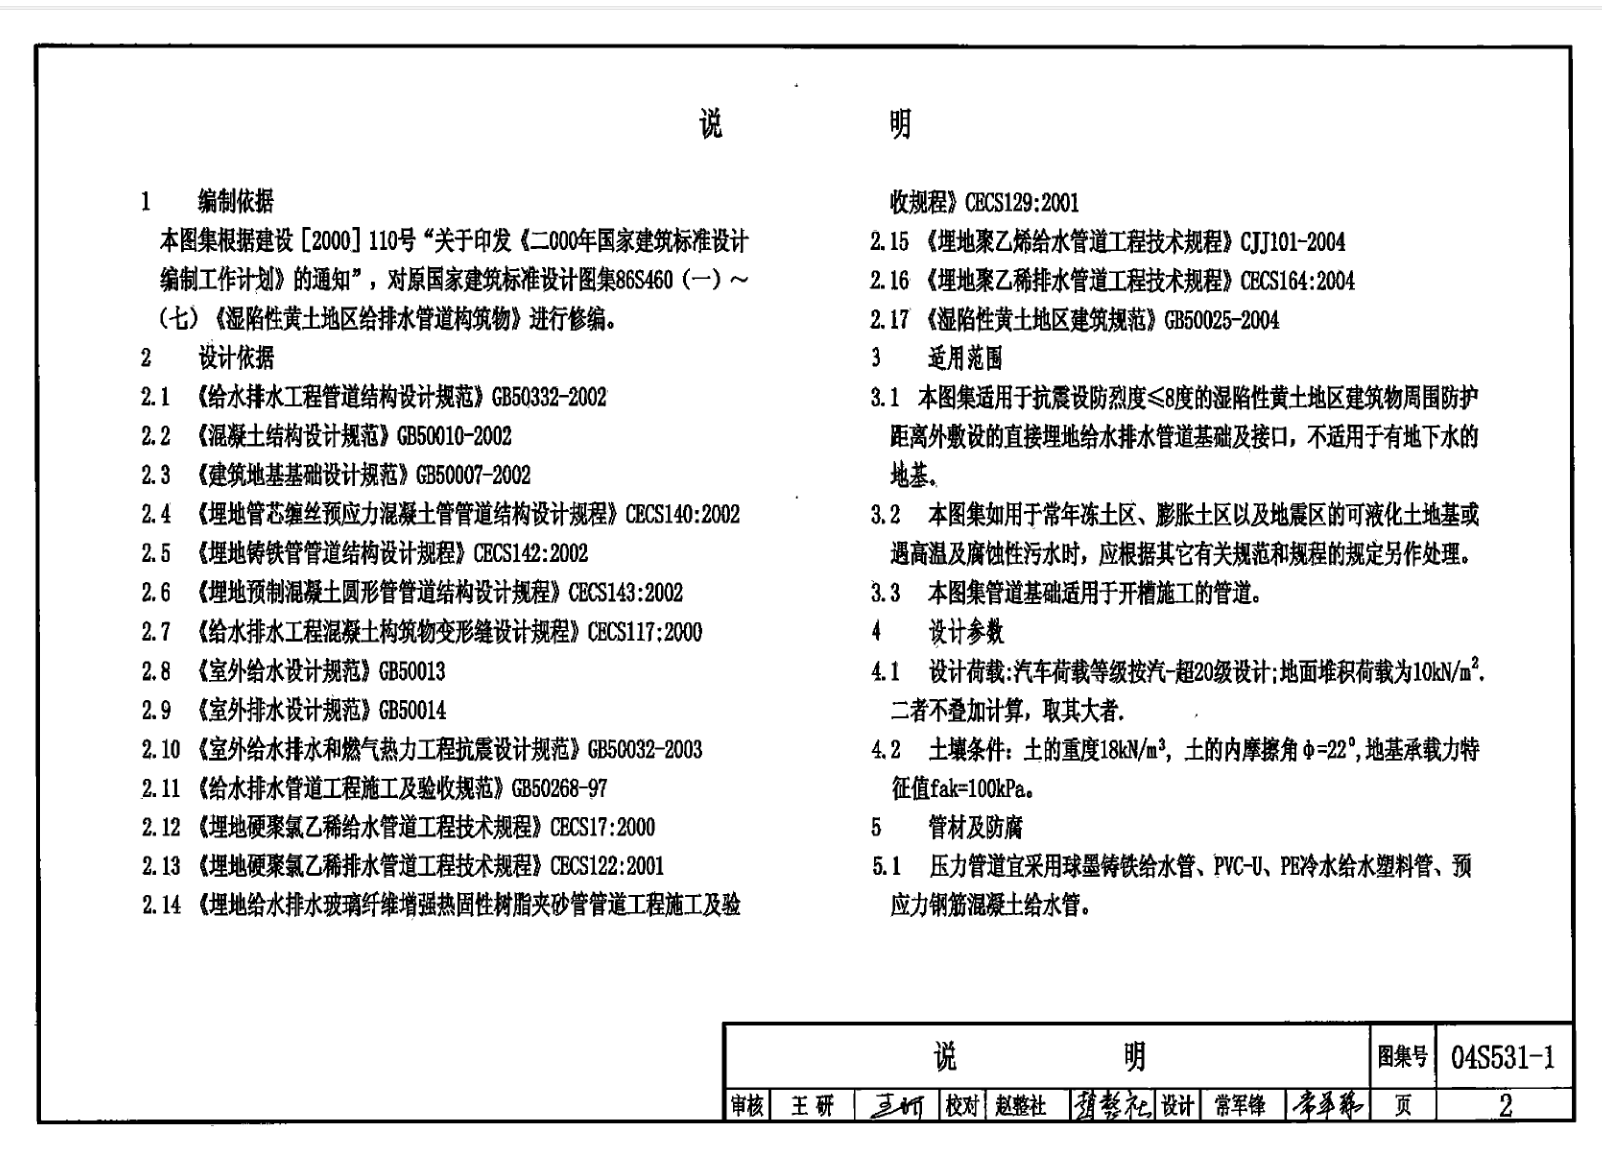 说 明
1 编制依据
本图集根据建设［2000］110号“关于印发《二000年国家建筑标准设计
编制工作计划》的通知”，对原国家建筑标准设计图集86S460（一）～
（七）《湿陷性黄土地区给排水管道构筑物》进行修编。
2 设计依据
2.1 《给水排水工程管道结构设计规范》GB50332-2002
2.2 《混凝土结构设计规范》GB50010-2002
2.3 《建筑地基基础设计规范》GB50007-2002
2.4 《埋地管芯缠丝预应力混凝土管管道结构设计规程》CECS140:2002
2.5 《埋地铸铁管管道结构设计规程》CECS142:2002
2.6 《埋地预制混凝土圆形管管道结构设计规程》CECS143:2002
2.7 《给水排水工程混凝土构筑物变形缝设计规程》CECS117:2000
2.8 《室外给水设计规范》GB50013
2.9 《室外排水设计规范》GB50014
2.10 《室外给水排水和燃气热力工程抗震设计规范》GB50032-2003
2.11 《给水排水管道工程施工及验收规范》GB50268-97
2.12 《埋地硬聚氯乙稀给水管道工程技术规程》CECS17:2000
2.13 《埋地硬聚氯乙稀排水管道工程技术规程》CECS122:2001
2.14 《埋地给水排水玻璃纤维增强热固性树脂夹砂管管道工程施工及验
收规程》CECS129:2001
2.15 《埋地聚乙烯给水管道工程技术规程》CJJ101-2004
2.16 《埋地聚乙稀排水管道工程技术规程》CECS164:2004
2.17 《湿陷性黄土地区建筑规范》GB50025-2004
3 适用范围
3.1 本图集适用于抗震设防烈度≤8度的湿陷性黄土地区建筑物周围防护
距离外敷设的直接埋地给水排水管道基础及接口，不适用于有地下水的
地基。
3.2 本图集如用于常年冻土区、膨胀土区以及地震区的可液化土地基或
遇高温及腐蚀性污水时，应根据其它有关规范和规程的规定另作处理。
3.3 本图集管道基础适用于开槽施工的管道。
4 设计参数
4.1 设计荷载:汽车荷载等级按汽-超20级设计;地面堆积荷载为10kN/m².
二者不叠加计算，取其大者.
4.2 土壤条件：土的重度18kN/m³，土的内摩擦角φ=22°,地基承载力特
征值fak=100kPa。
5 管材及防腐
5.1 压力管道宜采用球墨铸铁给水管、PVC-U、PE冷水给水塑料管、预
应力钢筋混凝土给水管。
说 明 图集号 04S531-1
审核 王研 王研 校对 赵整社 赵整社 设计 常军锋 常军锋 页 2